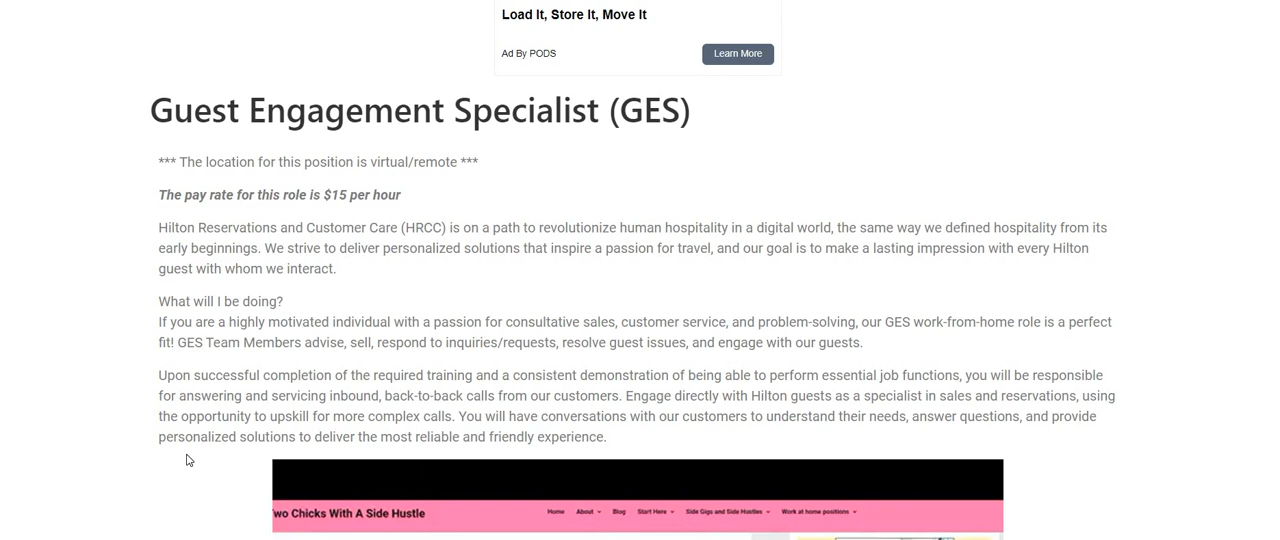 Load It, Store It, Move It
Ad By PODS
Learn More
Guest Engagement Specialist (GES)
*** The location for this position is virtual/remote ***
The pay rate for this role is $15 per hour
Hilton Reservations and Customer Care (HRCC) is on a path to revolutionize human hospitality in a digital world, the same way we defined hospitality from its
early beginnings. We strive to deliver personalized solutions that inspire a passion for travel, and our goal is to make a lasting impression with every Hilton
guest with whom we interact.
What will I be doing?
If you are a highly motivated individual with a passion for consultative sales, customer service, and problem-solving, our GES work-from-home role is a perfect
fit! GES Team Members advise, sell, respond to inquiries/requests, resolve guest issues, and engage with our guests.
Upon successful completion of the required training and a consistent demonstration of being able to perform essential job functions, you will be responsible
for answering and servicing inbound, back-to-back calls from our customers. Engage directly with Hilton guests as a specialist in sales and reservations, using
the opportunity to upskill for more complex calls. You will have conversations with our customers to understand their needs, answer questions, and provide
personalized solutions to deliver the most reliable and friendly experience.
wo Chicks With A Side Hustle
Home About Blog Start Here Side Gigs and Side Hustles Work at home positions